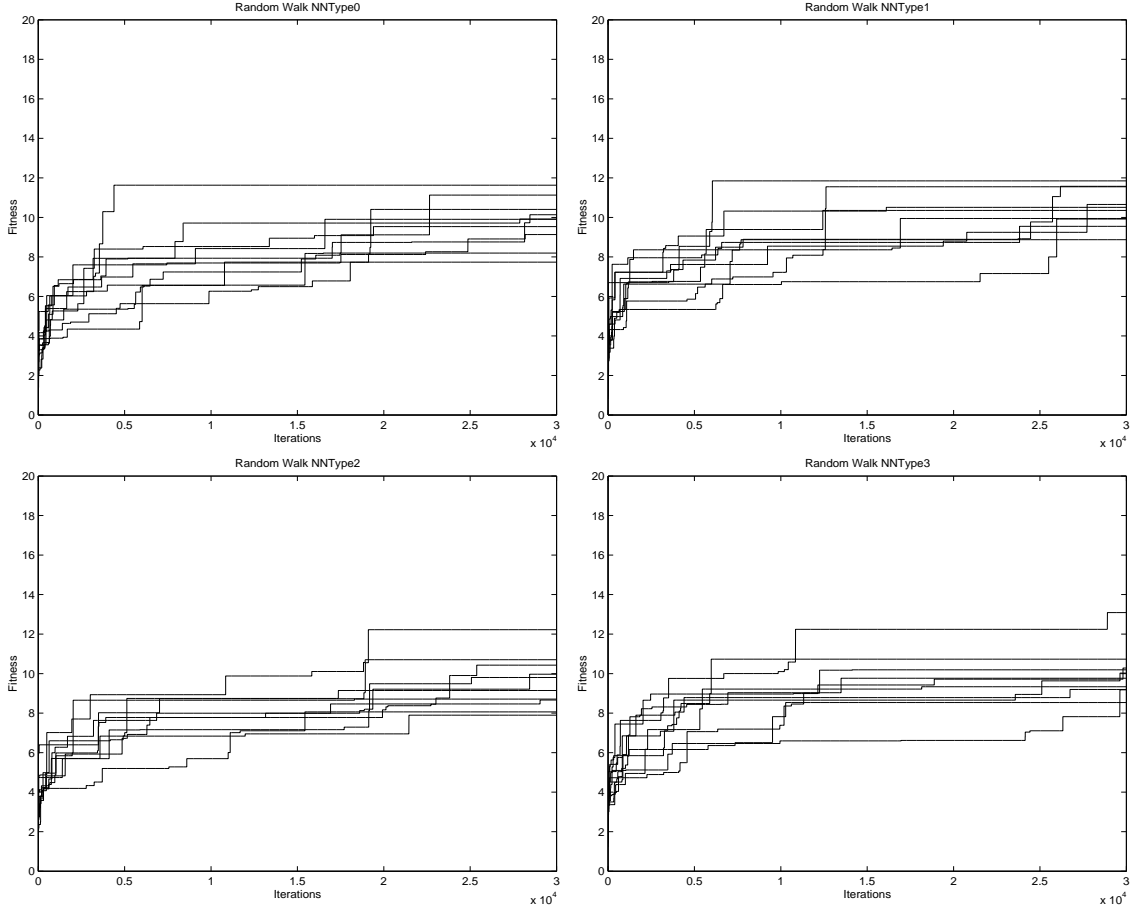 Random Walk NNType0
20
18
16
14
12
10
8
6
4
2
0
Fitness
0 0.5 1 1.5 2 2.5 3
Iterations
x 10^4
Random Walk NNType1
20
18
16
14
12
10
8
6
4
2
0
Fitness
0 0.5 1 1.5 2 2.5 3
Iterations
x 10^4
Random Walk NNType2
20
18
16
14
12
10
8
6
4
2
0
Fitness
0 0.5 1 1.5 2 2.5 3
Iterations
x 10^4
Random Walk NNType3
20
18
16
14
12
10
8
6
4
2
0
Fitness
0 0.5 1 1.5 2 2.5 3
Iterations
x 10^4